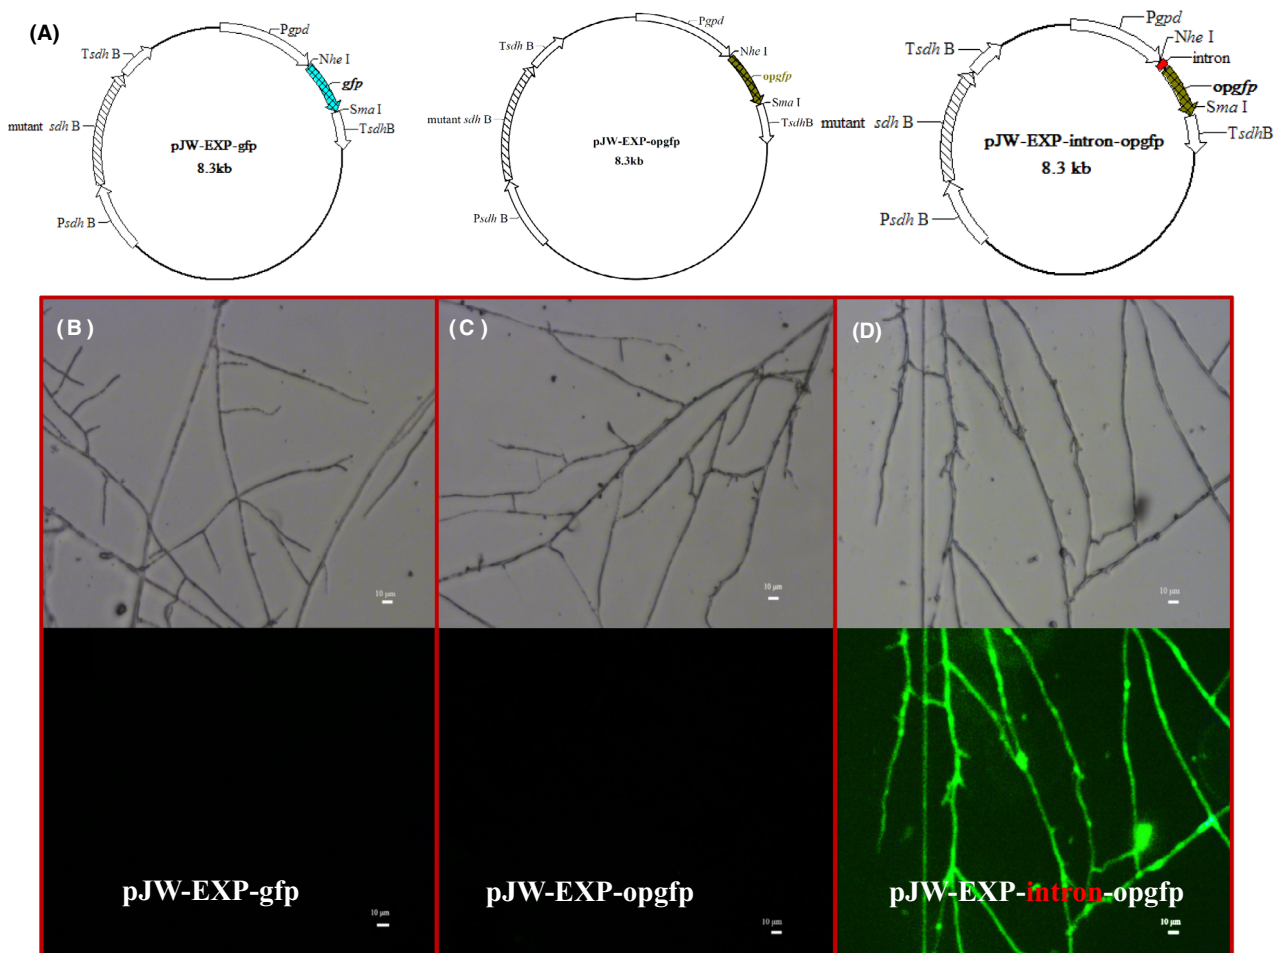 (A)
Pgpd
Nhe I
gfp
Sma I
TsdhB
Tsdh B
mutant sdh B
Psdh B
pJW-EXP-gfp
8.3kb
Pgpd
Nhe I
opgfp
Sma I
TsdhB
Tsdh B
mutant sdh B
Psdh B
pJW-EXP-opgfp
8.3kb
Pgpd
Nhe I
intron
opgfp
Sma I
TsdhB
Tsdh B
mutant sdh B
Psdh B
pJW-EXP-intron-opgfp
8.3 kb
(B)
10 μm
(C)
10 μm
(D)
10 μm
pJW-EXP-gfp
10 μm
pJW-EXP-opgfp
10 μm
pJW-EXP-intron-opgfp
10 μm